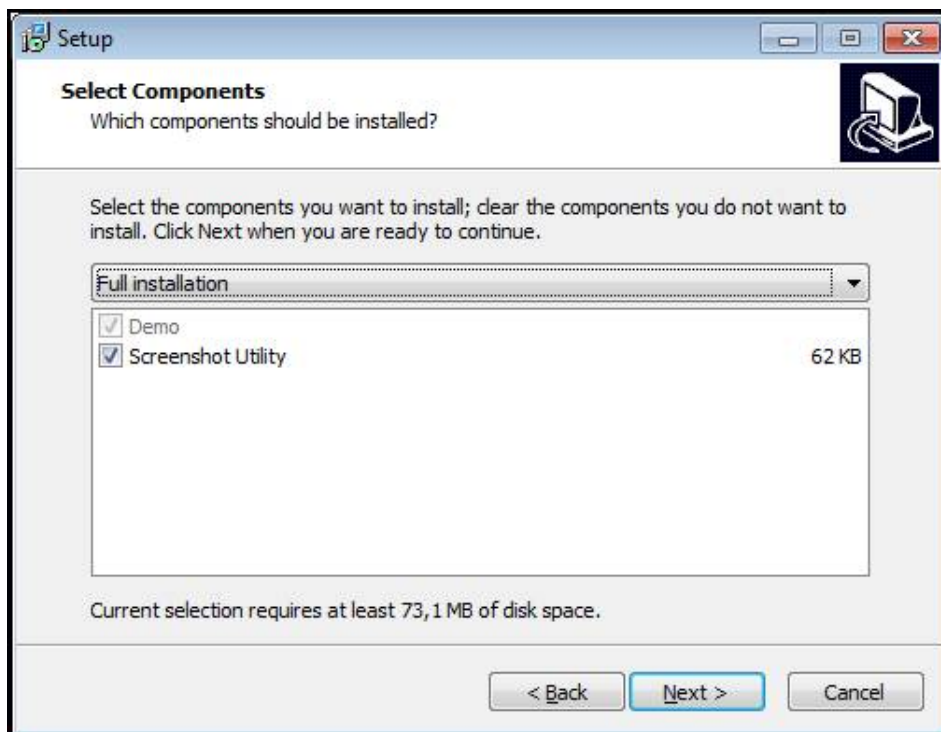 Setup
Select Components
Which components should be installed?
Select the components you want to install; clear the components you do not want to
install. Click Next when you are ready to continue.
Full installation
Demo
Screenshot Utility 62 KB
Current selection requires at least 73,1 MB of disk space.
< Back Next > Cancel